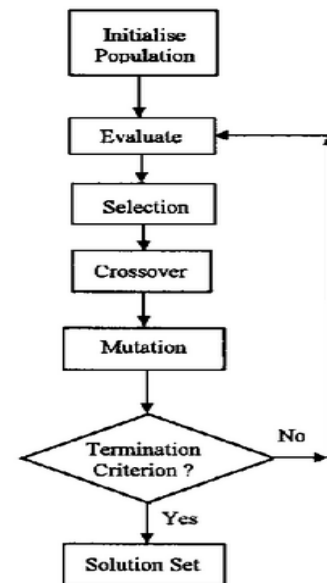 Initialise
Population
Evaluate
Selection
Crossover
Mutation
Termination
Criterion ?
No
Yes
Solution Set